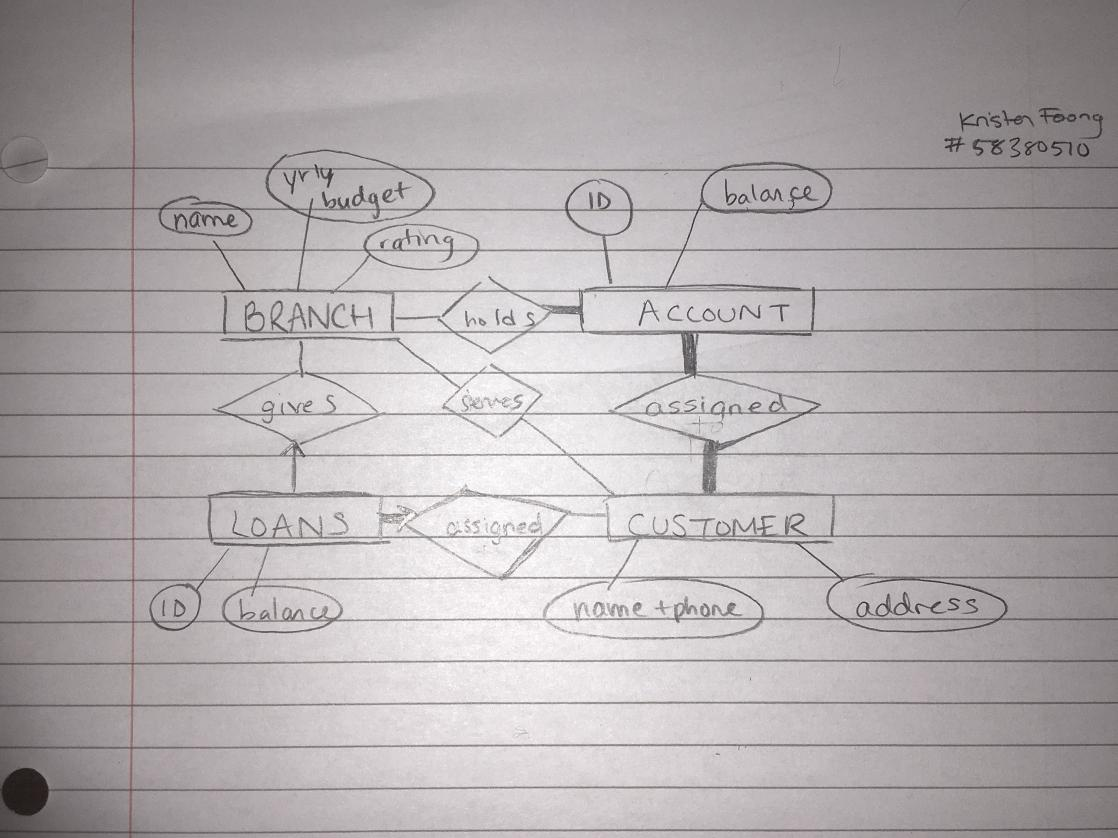 Kristen Foong
# 58380510
yrly
budget
name
rating
ID
balance
BRANCH
holds
ACCOUNT
gives
serves
assigned
to
LOANS
assigned
CUSTOMER
ID
balance
name + phone
address